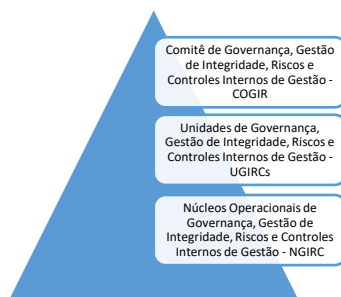 Comitê de Governança, Gestão
de Integridade, Riscos e
Controles Internos de Gestão -
COGIR
Unidades de Governança,
Gestão de Integridade, Riscos e
Controles Internos de Gestão -
UGIRCs
Núcleos Operacionais de
Governança, Gestão de
Integridade, Riscos e Controles
Internos de Gestão - NGIRC